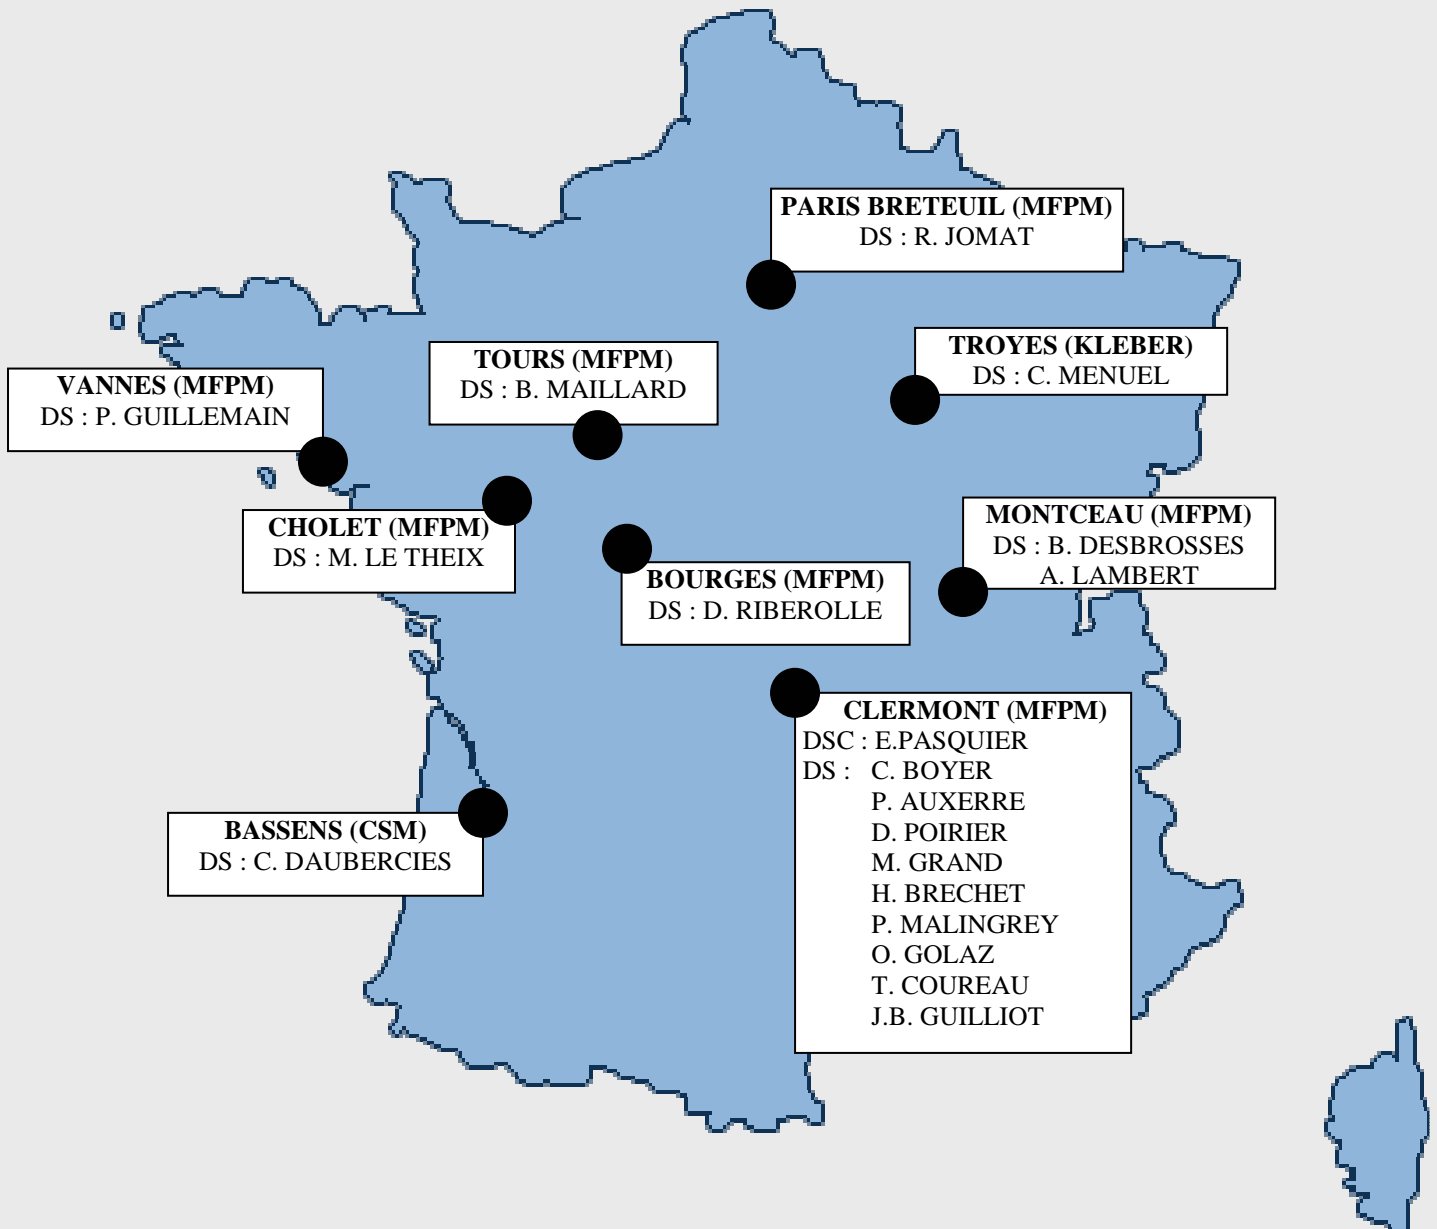 PARIS BRETEUIL (MFPM)
DS : R. JOMAT
TROYES (KLEBER)
DS : C. MENUEL
TOURS (MFPM)
DS : B. MAILLARD
VANNES (MFPM)
DS : P. GUILLEMAIN
CHOLET (MFPM)
DS : M. LE THEIX
MONTCEAU (MFPM)
DS : B. DESBROSSES
A. LAMBERT
BOURGES (MFPM)
DS : D. RIBEROLLE
CLERMONT (MFPM)
DSC : E.PASQUIER
DS : C. BOYER
P. AUXERRE
D. POIRIER
M. GRAND
H. BRECHET
P. MALINGREY
O. GOLAZ
T. COUREAU
J.B. GUILLIOT
BASSENS (CSM)
DS : C. DAUBERCIES